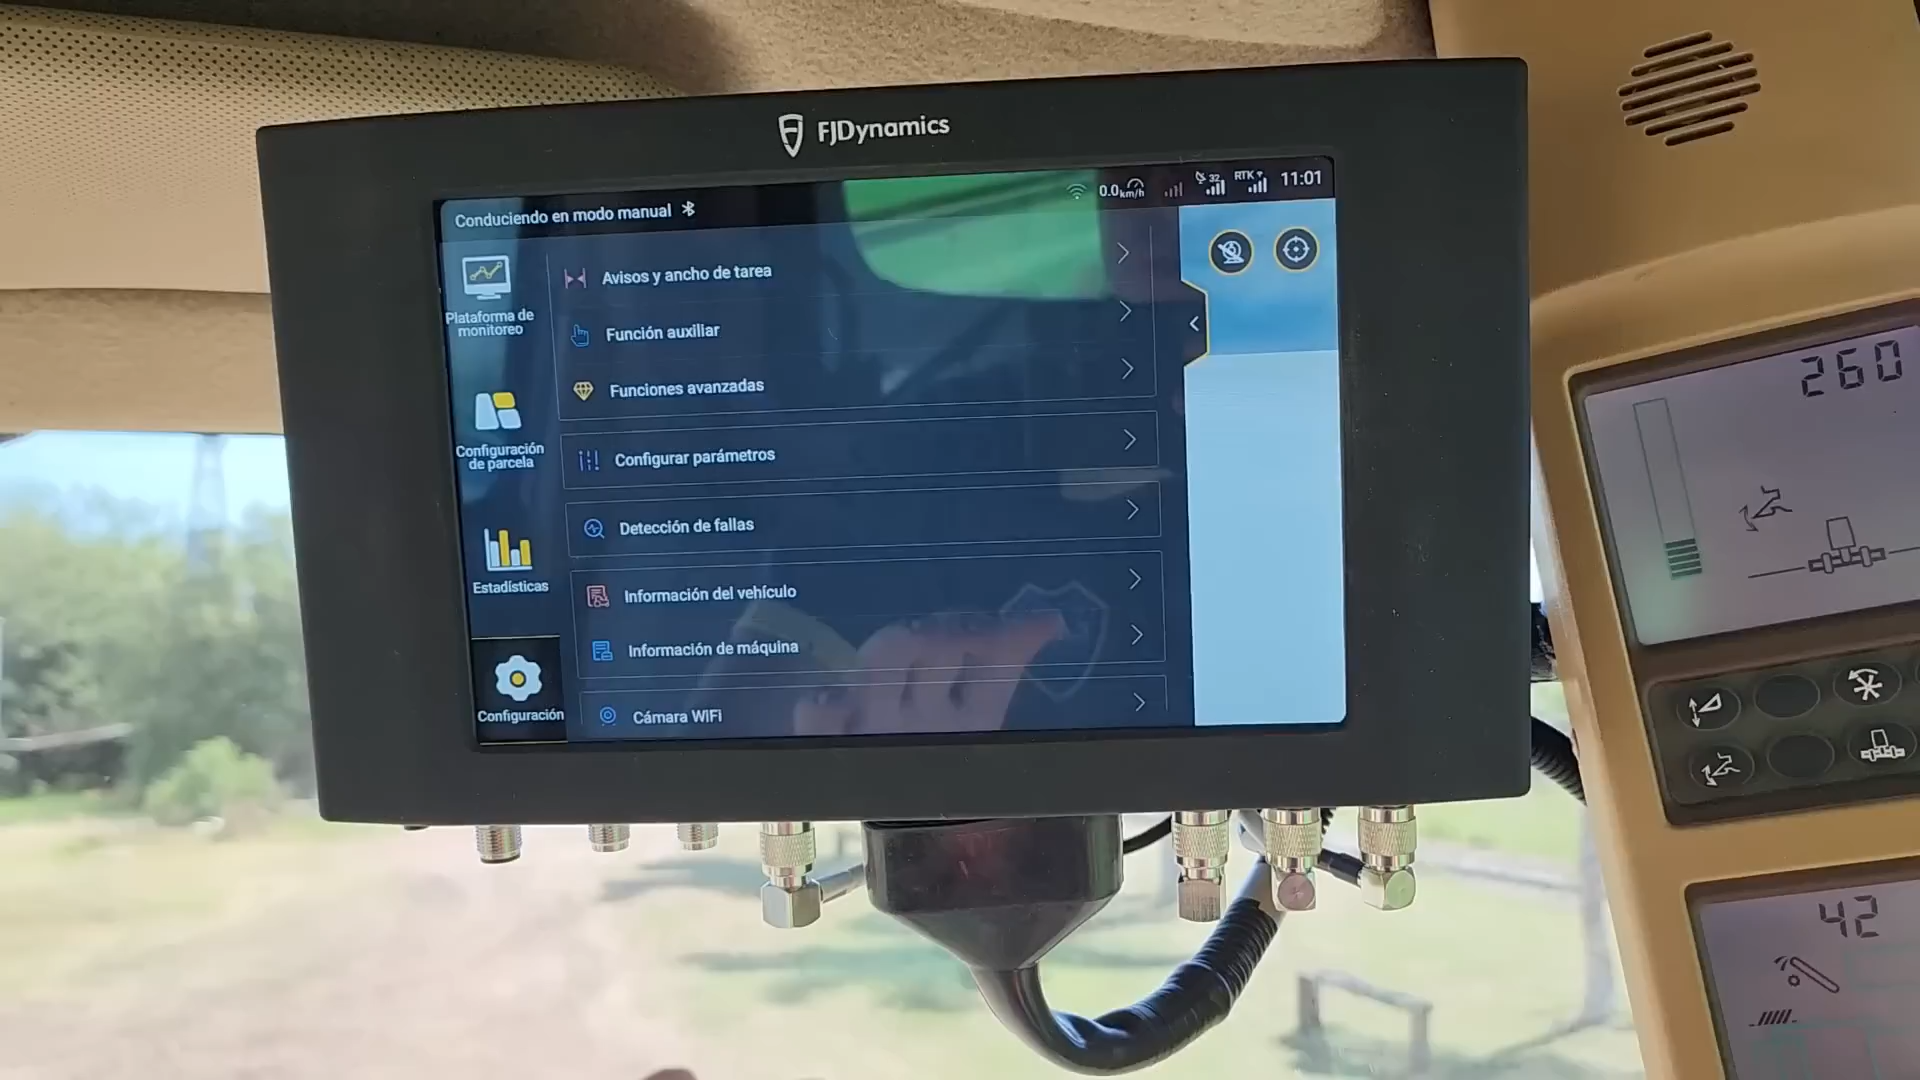 FJDynamics
Conduciendo en modo manual
0.0 km/h
32
RTK
11:01
Plataforma de
monitoreo
Configuración
de parcela
Estadísticas
Configuración
Avisos y ancho de tarea
Función auxiliar
Funciones avanzadas
Configurar parámetros
Detección de fallas
Información del vehículo
Información de máquina
Cámara WiFi
260
42